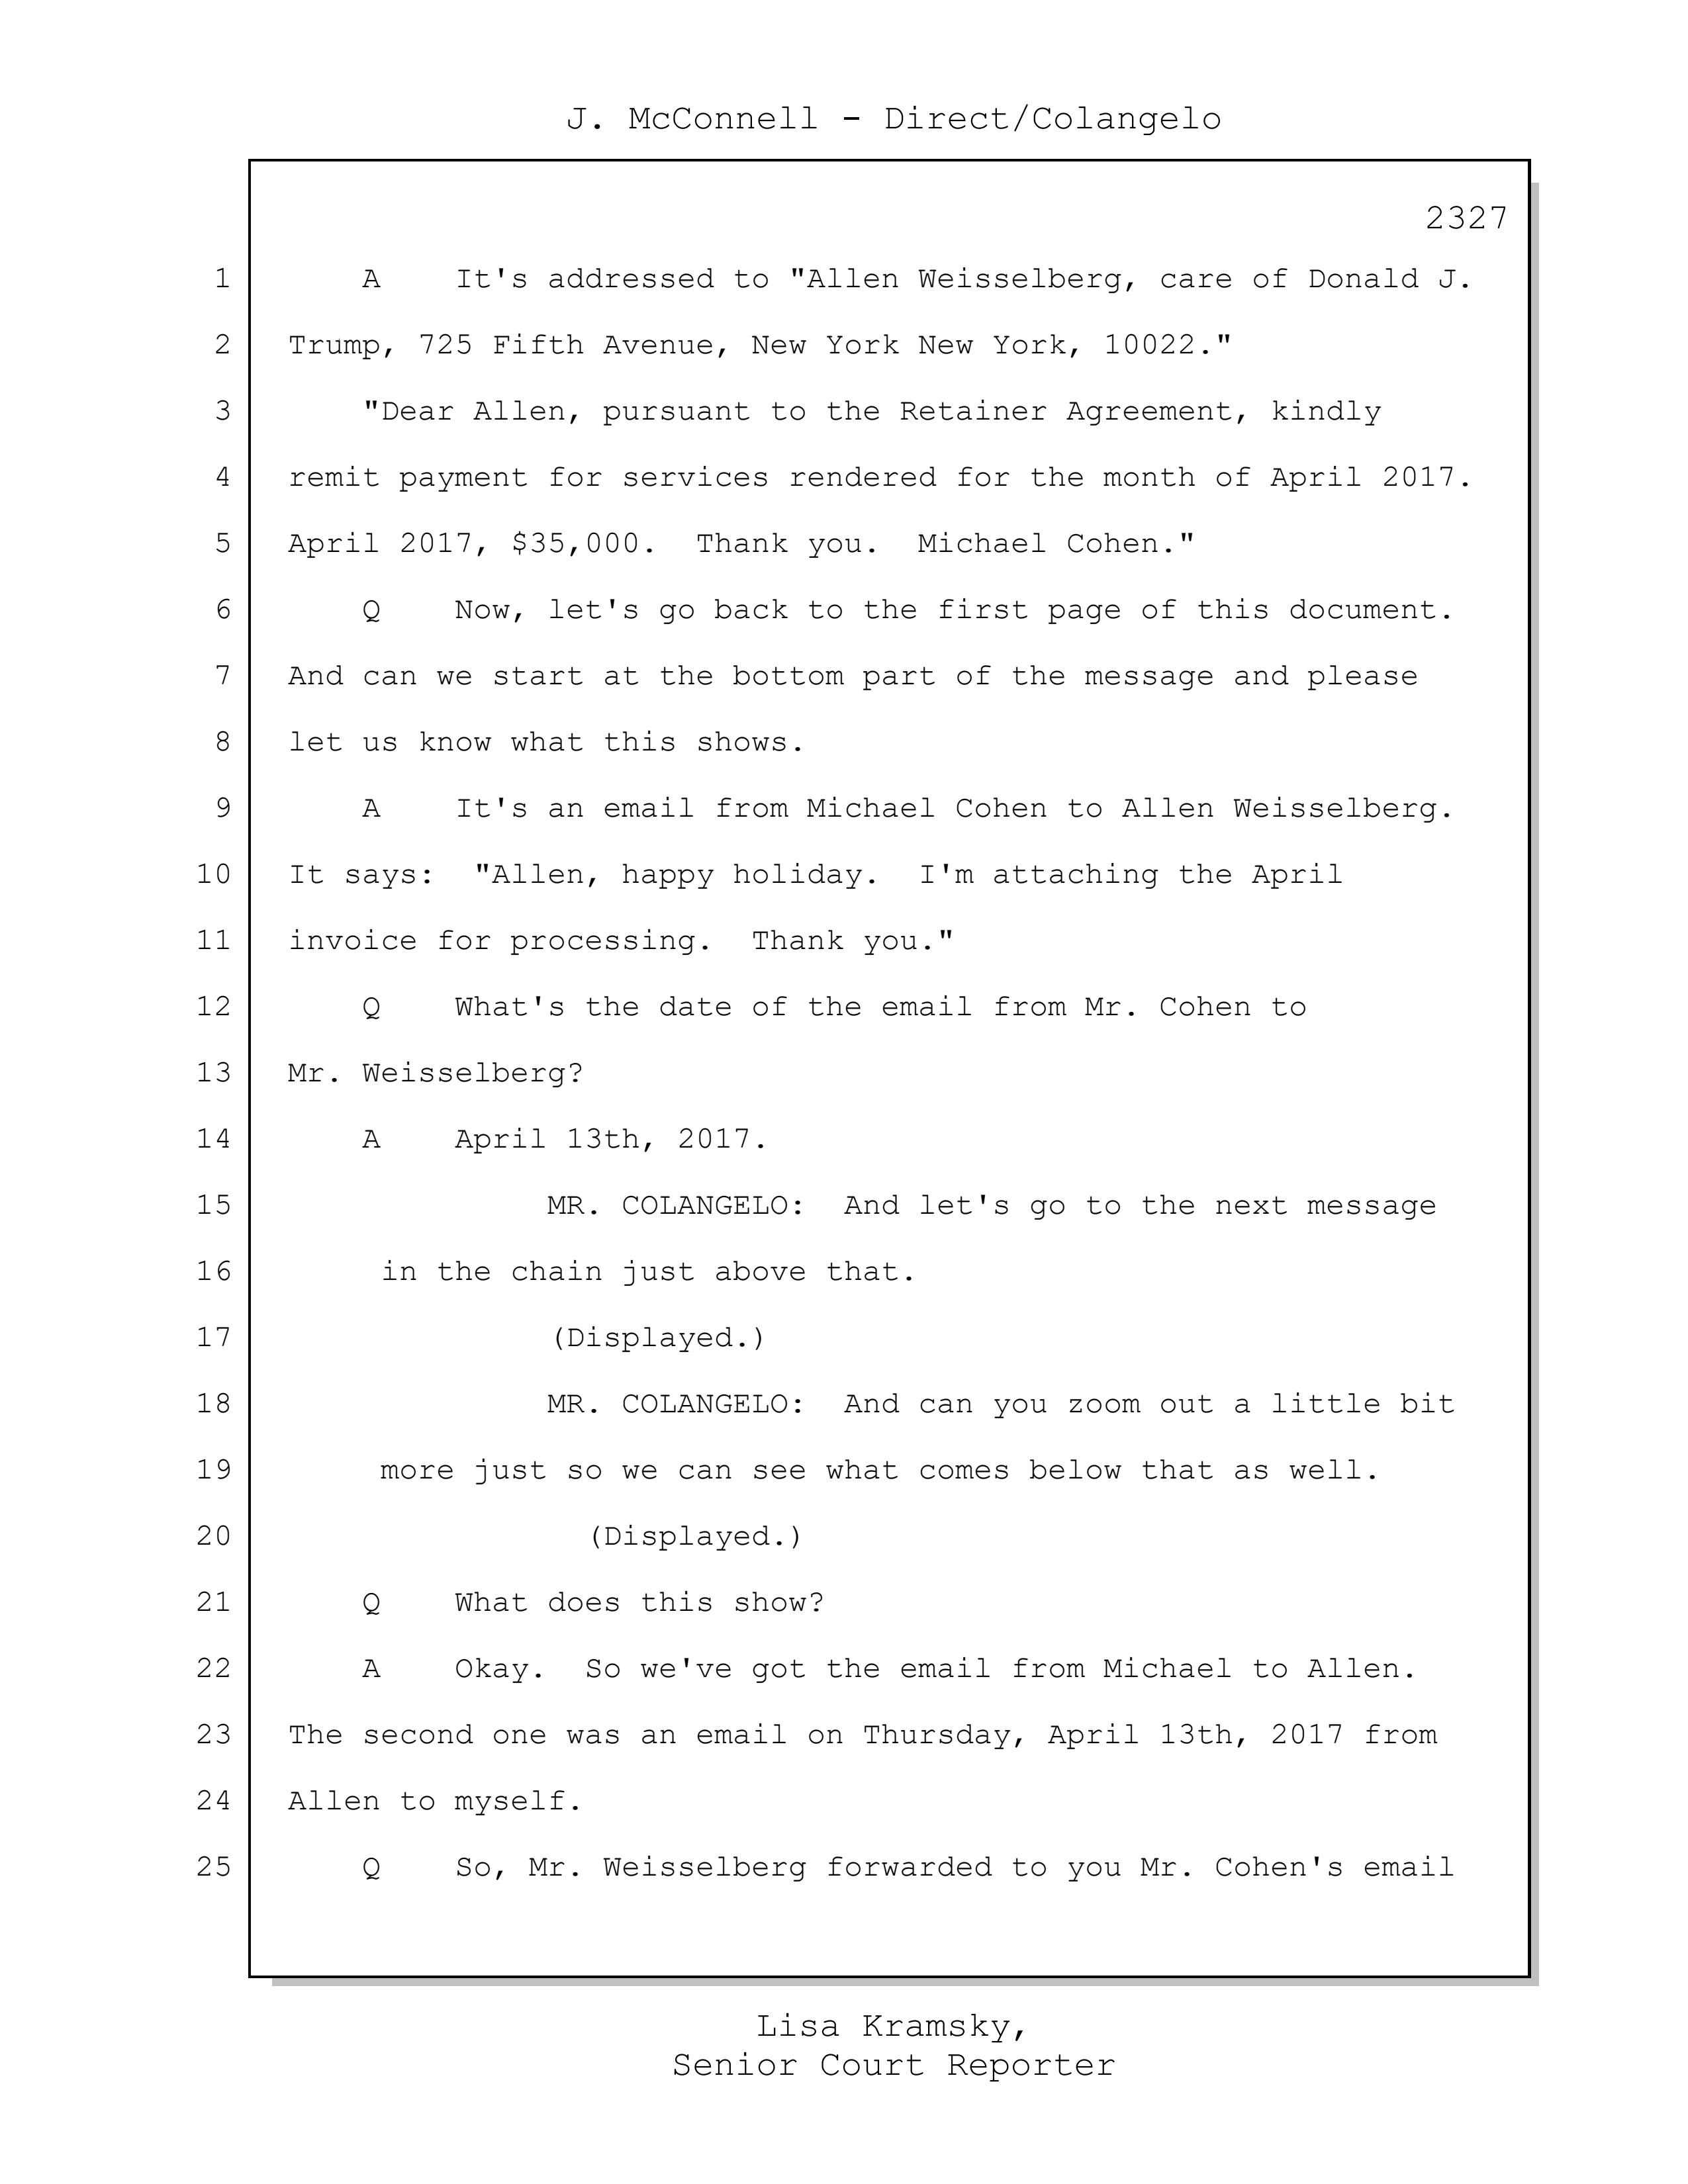 J. McConnell - Direct/Colangelo
2327
1 A It's addressed to "Allen Weisselberg, care of Donald J.
2 Trump, 725 Fifth Avenue, New York New York, 10022."
3 "Dear Allen, pursuant to the Retainer Agreement, kindly
4 remit payment for services rendered for the month of April 2017.
5 April 2017, $35,000. Thank you. Michael Cohen."
6 Q Now, let's go back to the first page of this document.
7 And can we start at the bottom part of the message and please
8 let us know what this shows.
9 A It's an email from Michael Cohen to Allen Weisselberg.
10 It says: "Allen, happy holiday. I'm attaching the April
11 invoice for processing. Thank you."
12 Q What's the date of the email from Mr. Cohen to
13 Mr. Weisselberg?
14 A April 13th, 2017.
15 MR. COLANGELO: And let's go to the next message
16 in the chain just above that.
17 (Displayed.)
18 MR. COLANGELO: And can you zoom out a little bit
19 more just so we can see what comes below that as well.
20 (Displayed.)
21 Q What does this show?
22 A Okay. So we've got the email from Michael to Allen.
23 The second one was an email on Thursday, April 13th, 2017 from
24 Allen to myself.
25 Q So, Mr. Weisselberg forwarded to you Mr. Cohen's email
Lisa Kramsky,
Senior Court Reporter